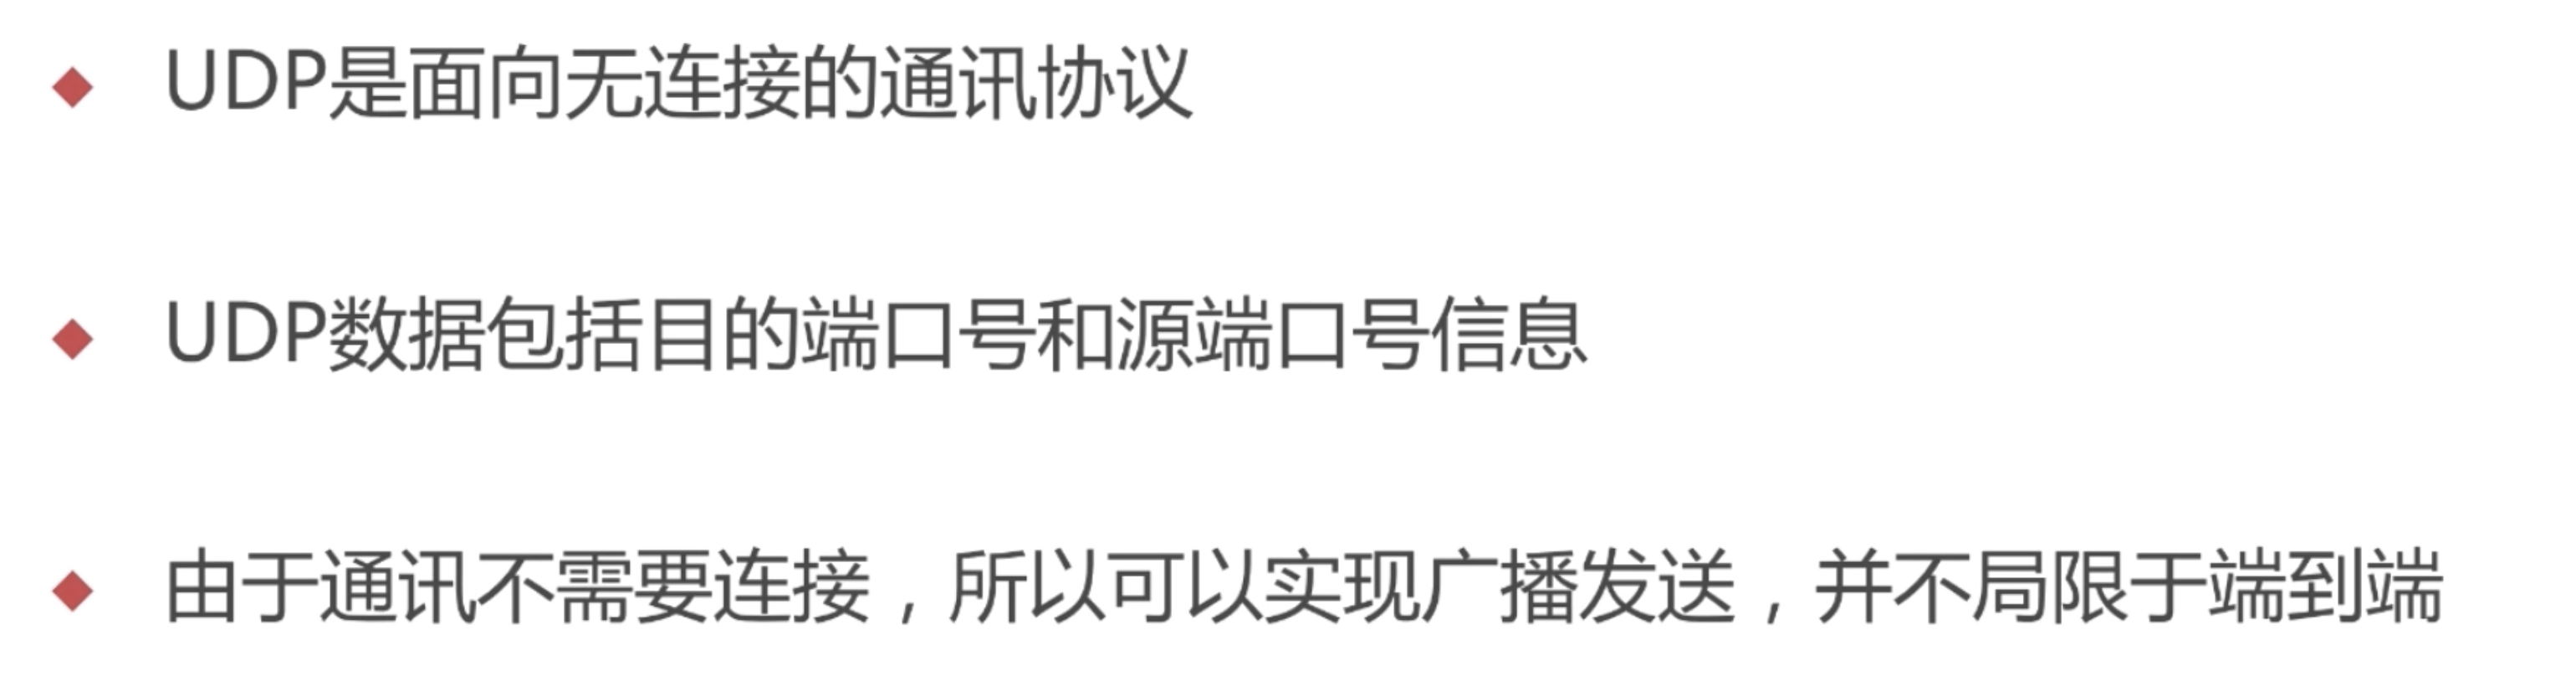 UDP是面向无连接的通讯协议
UDP数据包括目的端口号和源端口号信息
由于通讯不需要连接，所以可以实现广播发送，并不局限于端到端